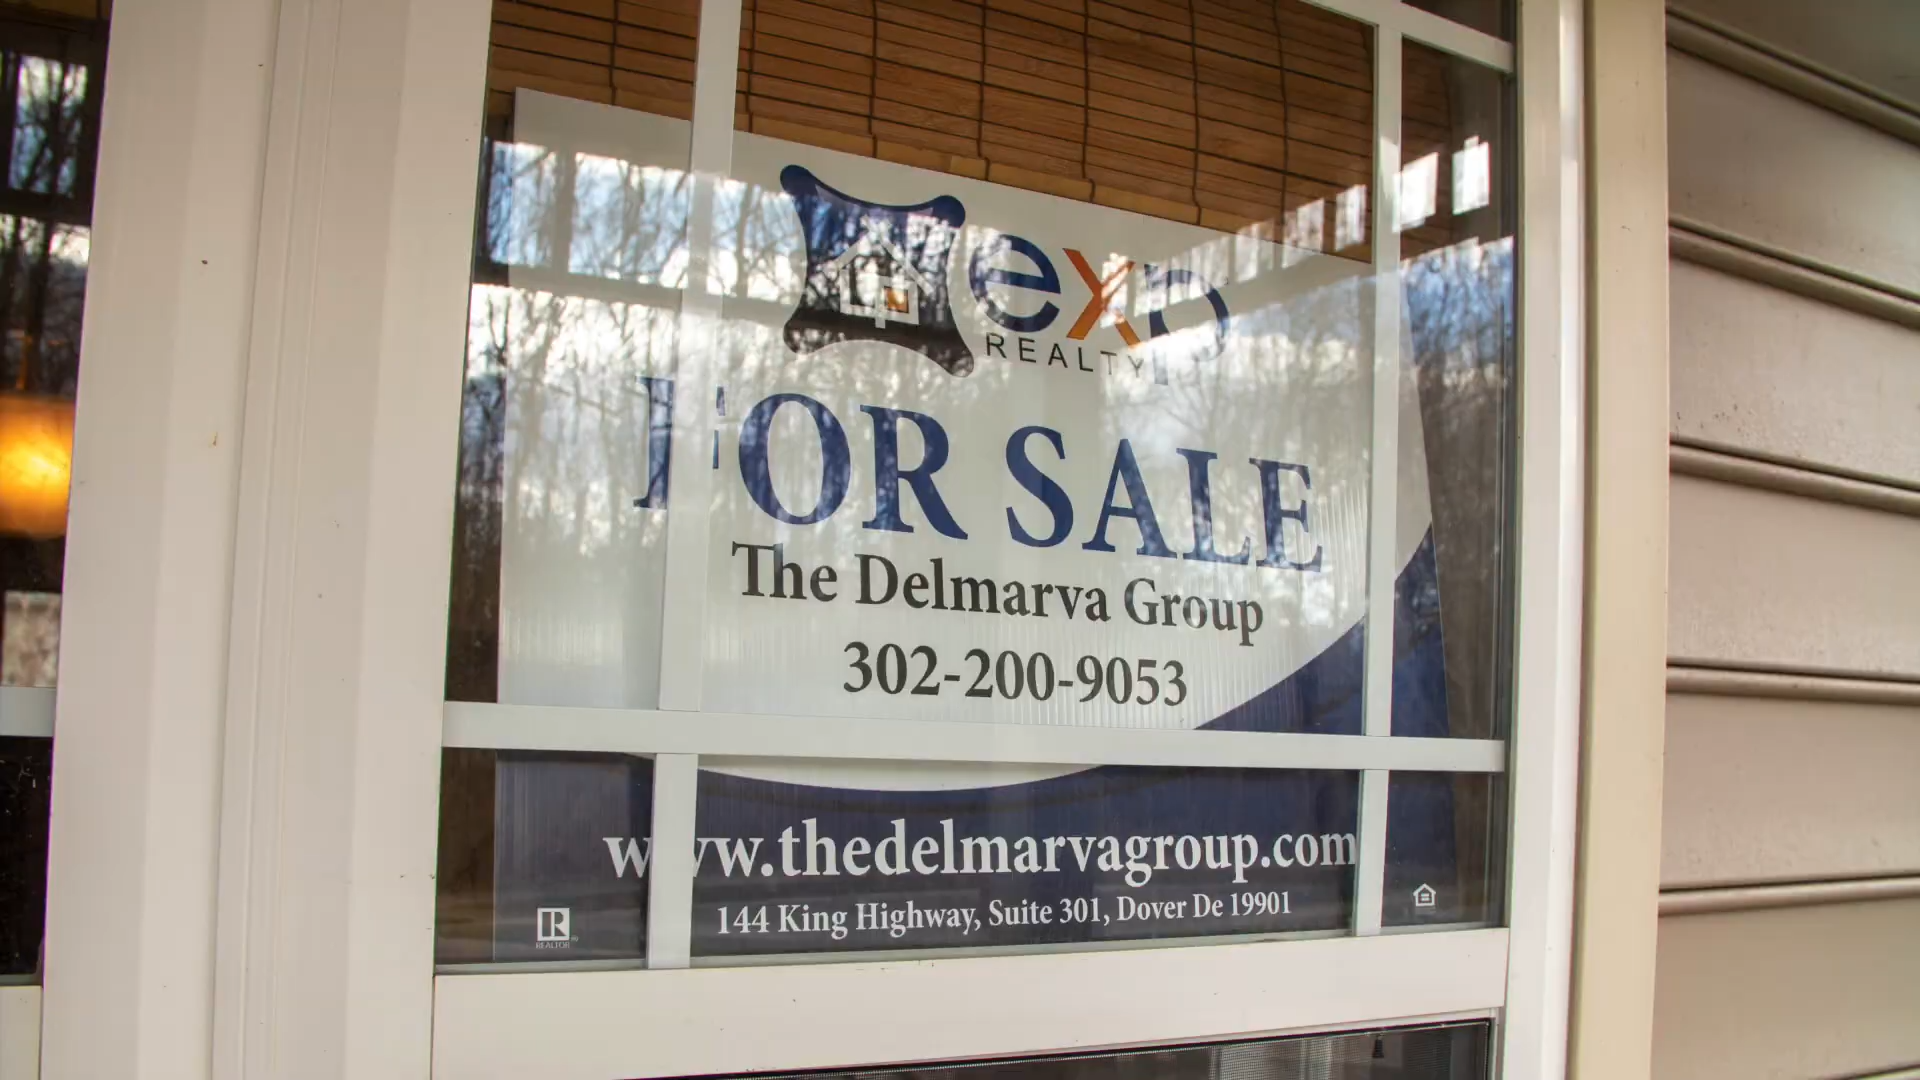 exp
REALTY
FOR SALE
The Delmarva Group
302-200-9053
www.thedelmarvagroup.com
144 King Highway, Suite 301, Dover De 19901
R
REALTOR